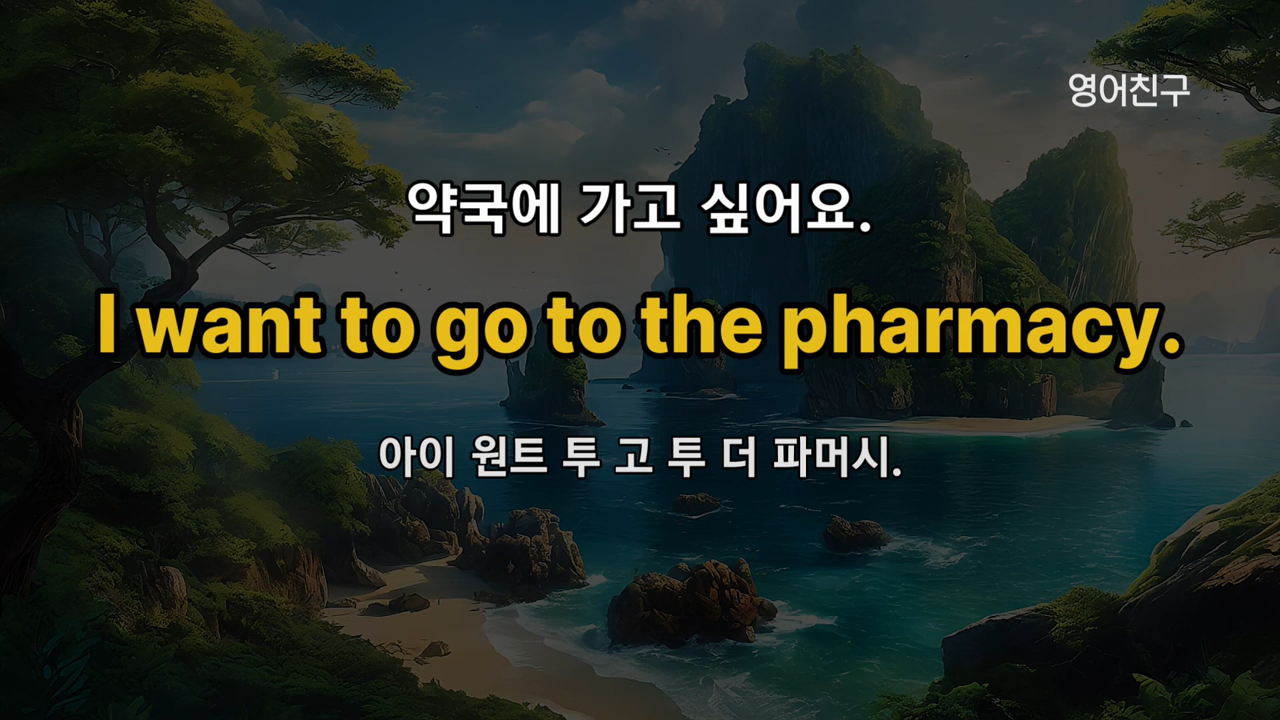 영어친구
약국에 가고 싶어요.
I want to go to the pharmacy.
아이 원트 투 고 투 더 파머시.